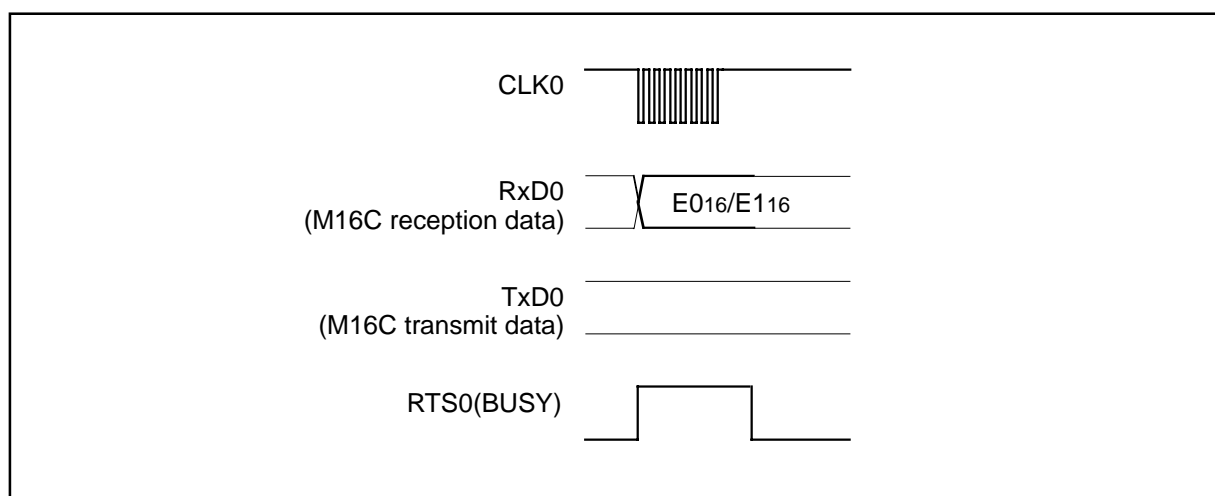 CLK0
RxD0
(M16C reception data)
E016/E116
TxD0
(M16C transmit data)
RTS0(BUSY)